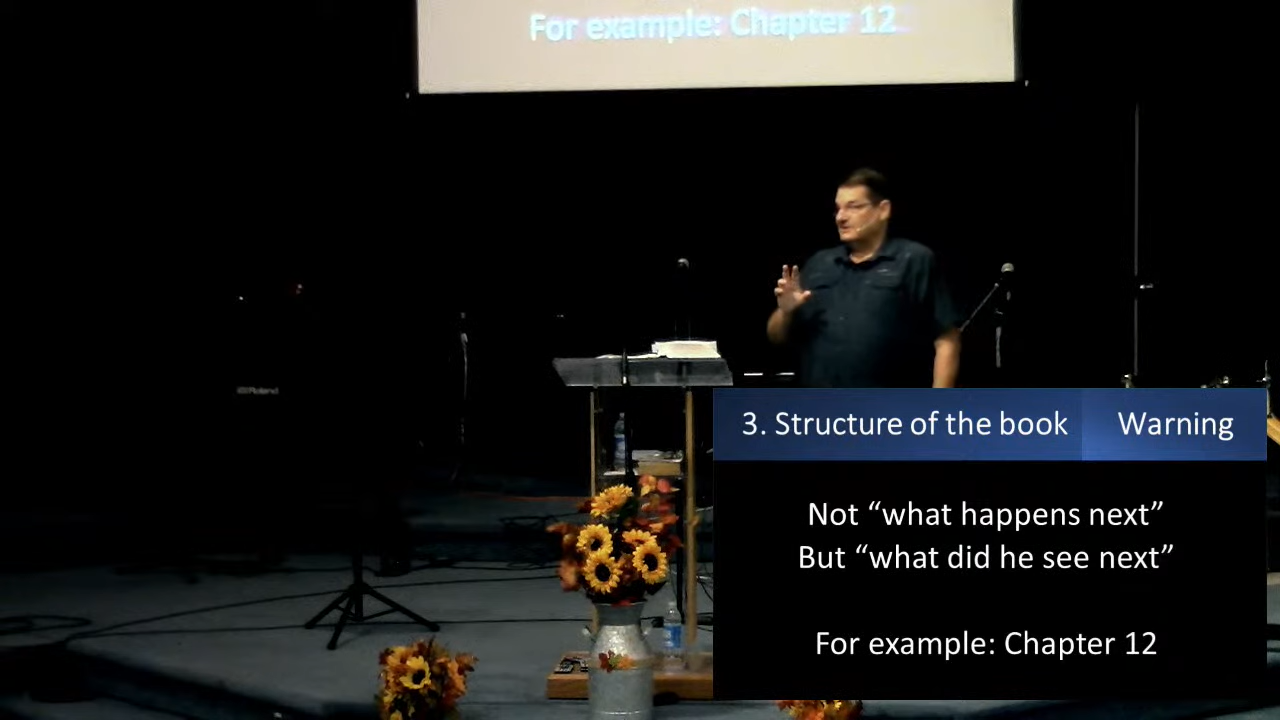 For example: Chapter 12
Roland
3. Structure of the book
Warning
Not “what happens next”
But “what did he see next”
For example: Chapter 12